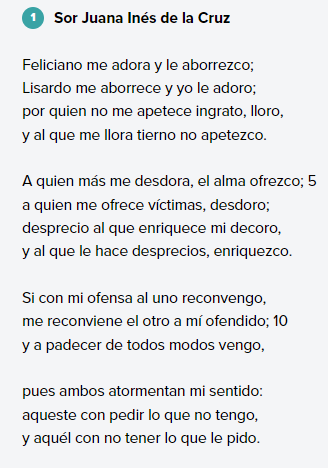 1 Sor Juana Inés de la Cruz
Feliciano me adora y le aborrezco;
Lisardo me aborrece y yo le adoro;
por quien no me apetece ingrato, lloro,
y al que me llora tierno no apetezco.
A quien más me desdora, el alma ofrezco; 5
a quien me ofrece víctimas, desdoro;
desprecio al que enriquece mi decoro,
y al que le hace desprecios, enriquezco.
Si con mi ofensa al uno reconvengo,
me reconviene el otro a mí ofendido; 10
y a padecer de todos modos vengo,
pues ambos atormentan mi sentido:
aqueste con pedir lo que no tengo,
y aquél con no tener lo que le pido.